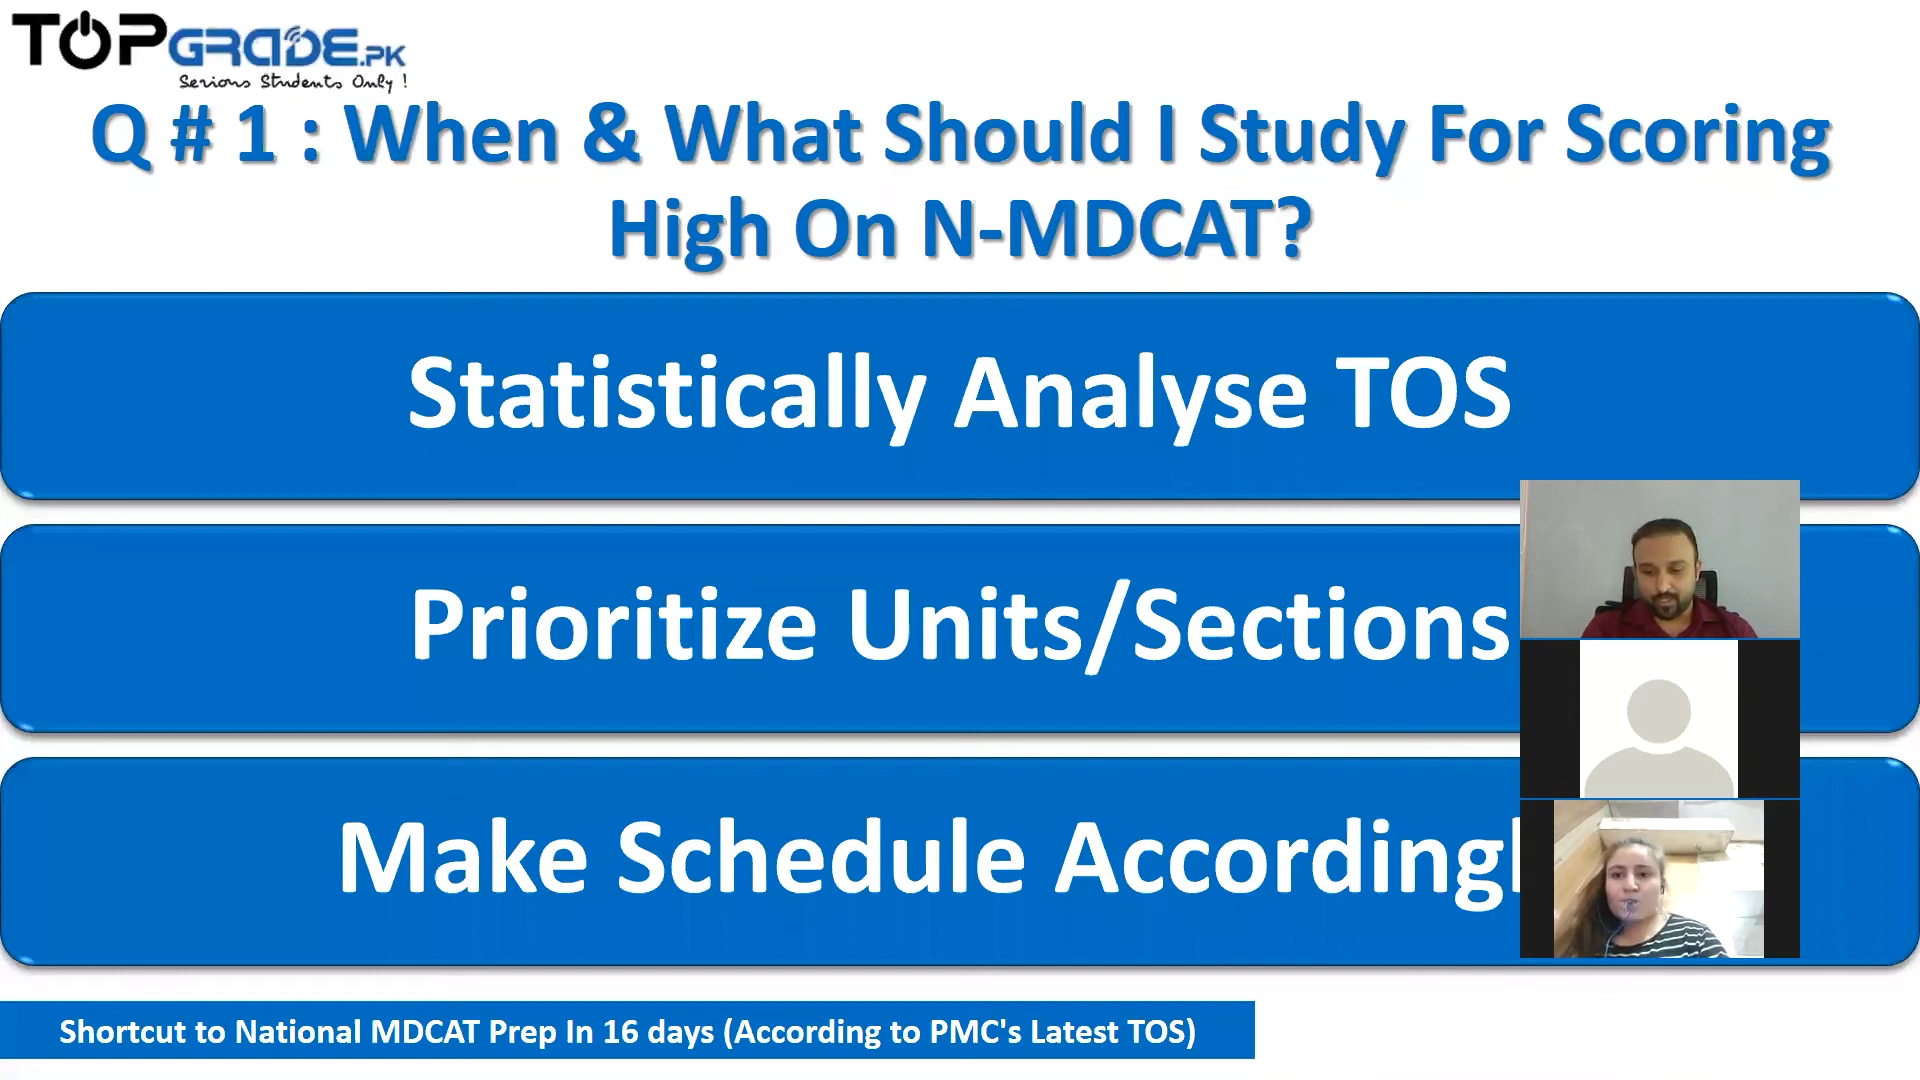 TOPGRADE.PK
Serious Students Only !
Q # 1 : When & What Should I Study For Scoring
High On N-MDCAT?
Statistically Analyse TOS
Prioritize Units/Sections
Make Schedule Accordingl
Shortcut to National MDCAT Prep In 16 days (According to PMC's Latest TOS)